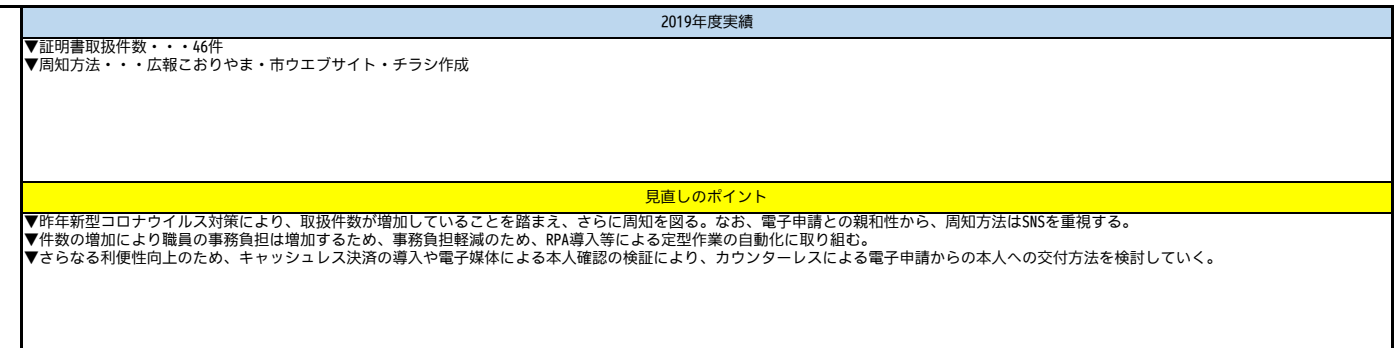 2019年度実績
▼証明書取扱件数・・・46件
▼周知方法・・・広報こおりやま・市ウエブサイト・チラシ作成
見直しのポイント
▼昨年新型コロナウイルス対策により、取扱件数が増加していることを踏まえ、さらに周知を図る。なお、電子申請との親和性から、周知方法はSNSを重視する。
▼件数の増加により職員の事務負担は増加するため、事務負担軽減のため、RPA導入等による定型作業の自動化に取り組む。
▼さらなる利便性向上のため、キャッシュレス決済の導入や電子媒体による本人確認の検証により、カウンターレスによる電子申請からの本人への交付方法を検討していく。